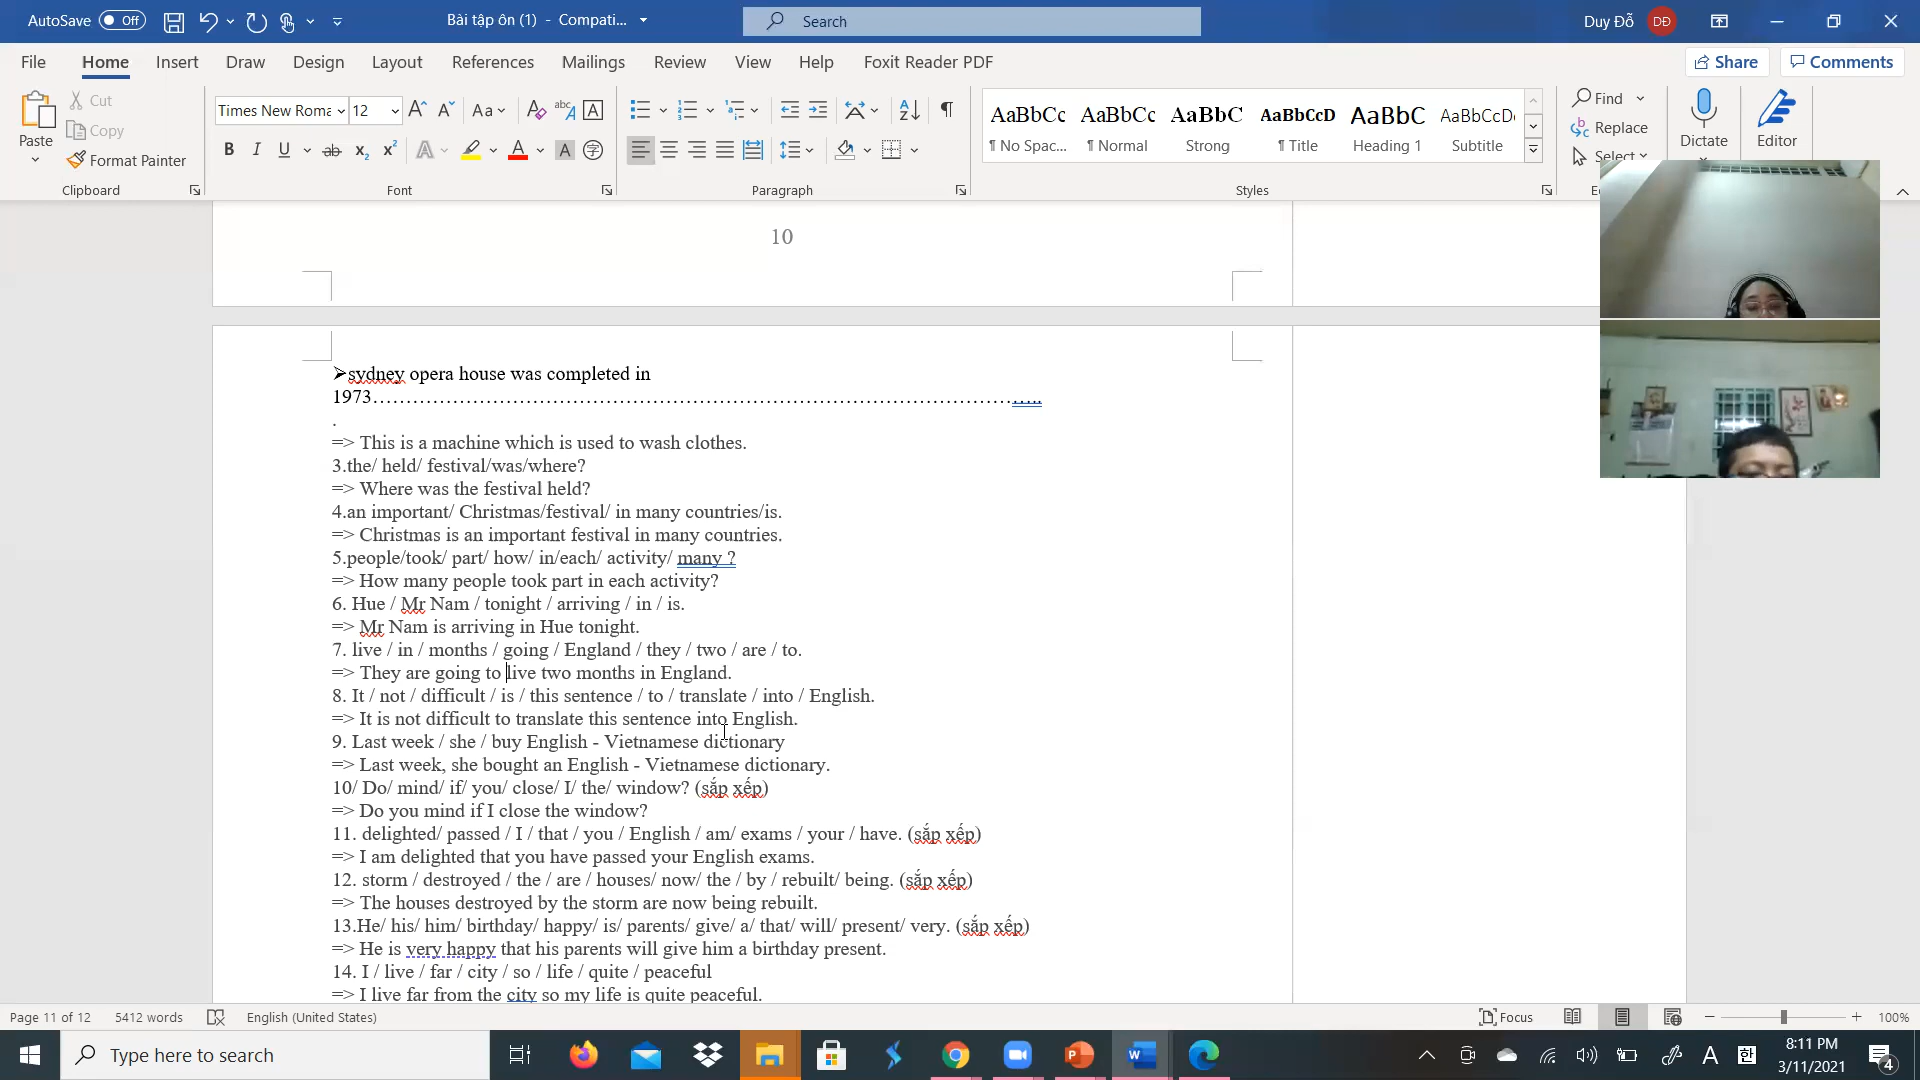 AutoSave Off Bài tập ôn (1) - Compati... Search Duy Đỗ DĐ
File Home Insert Draw Design Layout References Mailings Review View Help Foxit Reader PDF Share Comments
Paste Cut Copy Format Painter
Times New Roma 12 Aa
AaBbCc AaBbCc AaBbC AaBbCcD AaBbC AaBbCcD
¶ No Spac... ¶ Normal Strong ¶ Title Heading 1 Subtitle
Find Replace Select Dictate Editor
Clipboard Font Paragraph Styles
10
➢sydney opera house was completed in
1973……………………………………………………………………………………..…
.
=> This is a machine which is used to wash clothes.
3.the/ held/ festival/was/where?
=> Where was the festival held?
4.an important/ Christmas/festival/ in many countries/is.
=> Christmas is an important festival in many countries.
5.people/took/ part/ how/ in/each/ activity/ many ?
=> How many people took part in each activity?
6. Hue / Mr Nam / tonight / arriving / in / is.
=> Mr Nam is arriving in Hue tonight.
7. live / in / months / going / England / they / two / are / to.
=> They are going to live two months in England.
8. It / not / difficult / is / this sentence / to / translate / into / English.
=> It is not difficult to translate this sentence into English.
9. Last week / she / buy English - Vietnamese dictionary
=> Last week, she bought an English - Vietnamese dictionary.
10/ Do/ mind/ if/ you/ close/ I/ the/ window? (sắp xếp)
=> Do you mind if I close the window?
11. delighted/ passed / I / that / you / English / am/ exams / your / have. (sắp xếp)
=> I am delighted that you have passed your English exams.
12. storm / destroyed / the / are / houses/ now/ the / by / rebuilt/ being. (sắp xếp)
=> The houses destroyed by the storm are now being rebuilt.
13.He/ his/ him/ birthday/ happy/ is/ parents/ give/ a/ that/ will/ present/ very. (sắp xếp)
=> He is very happy that his parents will give him a birthday present.
14. I / live / far / city / so / life / quite / peaceful
=> I live far from the city so my life is quite peaceful.
Page 11 of 12 5412 words English (United States) Focus 100%
Type here to search 8:11 PM
3/11/2021 4